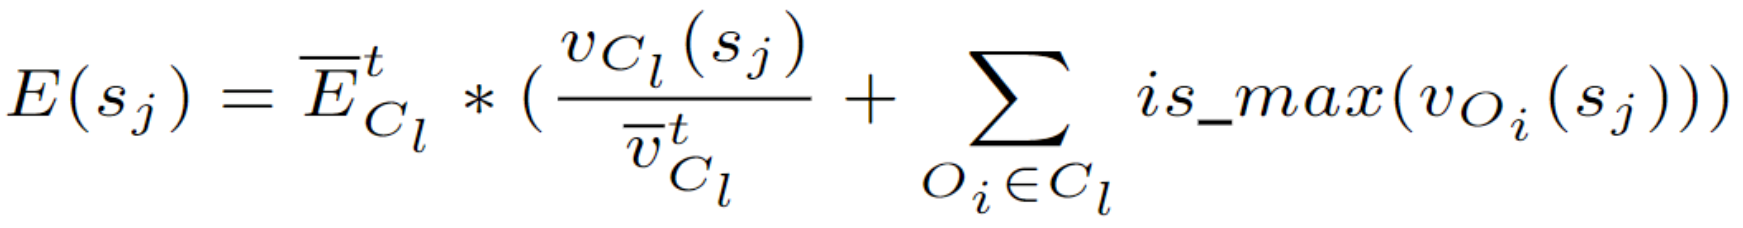 E(s_j) = \overline{E}^t_{C_l} * (\frac{v_{C_l}(s_j)}{\overline{v}^t_{C_l}} + \sum_{O_i \in C_l} is\_max(v_{O_i}(s_j)))